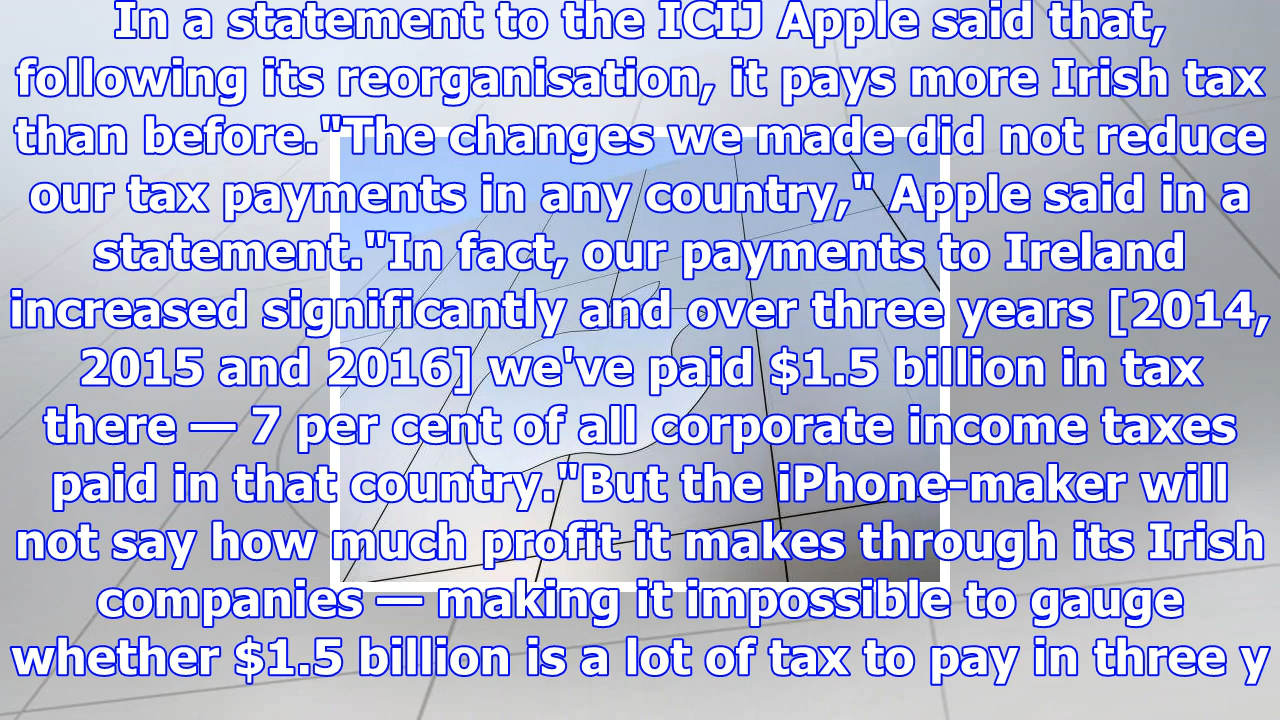 In a statement to the ICIJ Apple said that,
following its reorganisation, it pays more Irish tax
than before."The changes we made did not reduce
our tax payments in any country," Apple said in a
statement."In fact, our payments to Ireland
increased significantly and over three years [2014,
2015 and 2016] we've paid $1.5 billion in tax
there — 7 per cent of all corporate income taxes
paid in that country."But the iPhone-maker will
not say how much profit it makes through its Irish
companies — making it impossible to gauge
whether $1.5 billion is a lot of tax to pay in three y